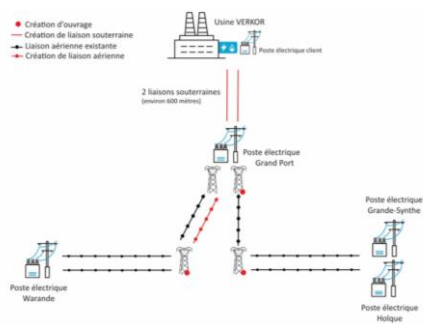 Usine VERKOR
Création d'ouvrage
Création de liaison souterraine
Liaison aérienne existante
Création de liaison aérienne
Poste électrique client
2 liaisons souterraines
(environ 600 mètres)
Poste électrique
Grand Port
Poste électrique
Grande-Synthe
Poste électrique
Warande
Poste électrique
Holque